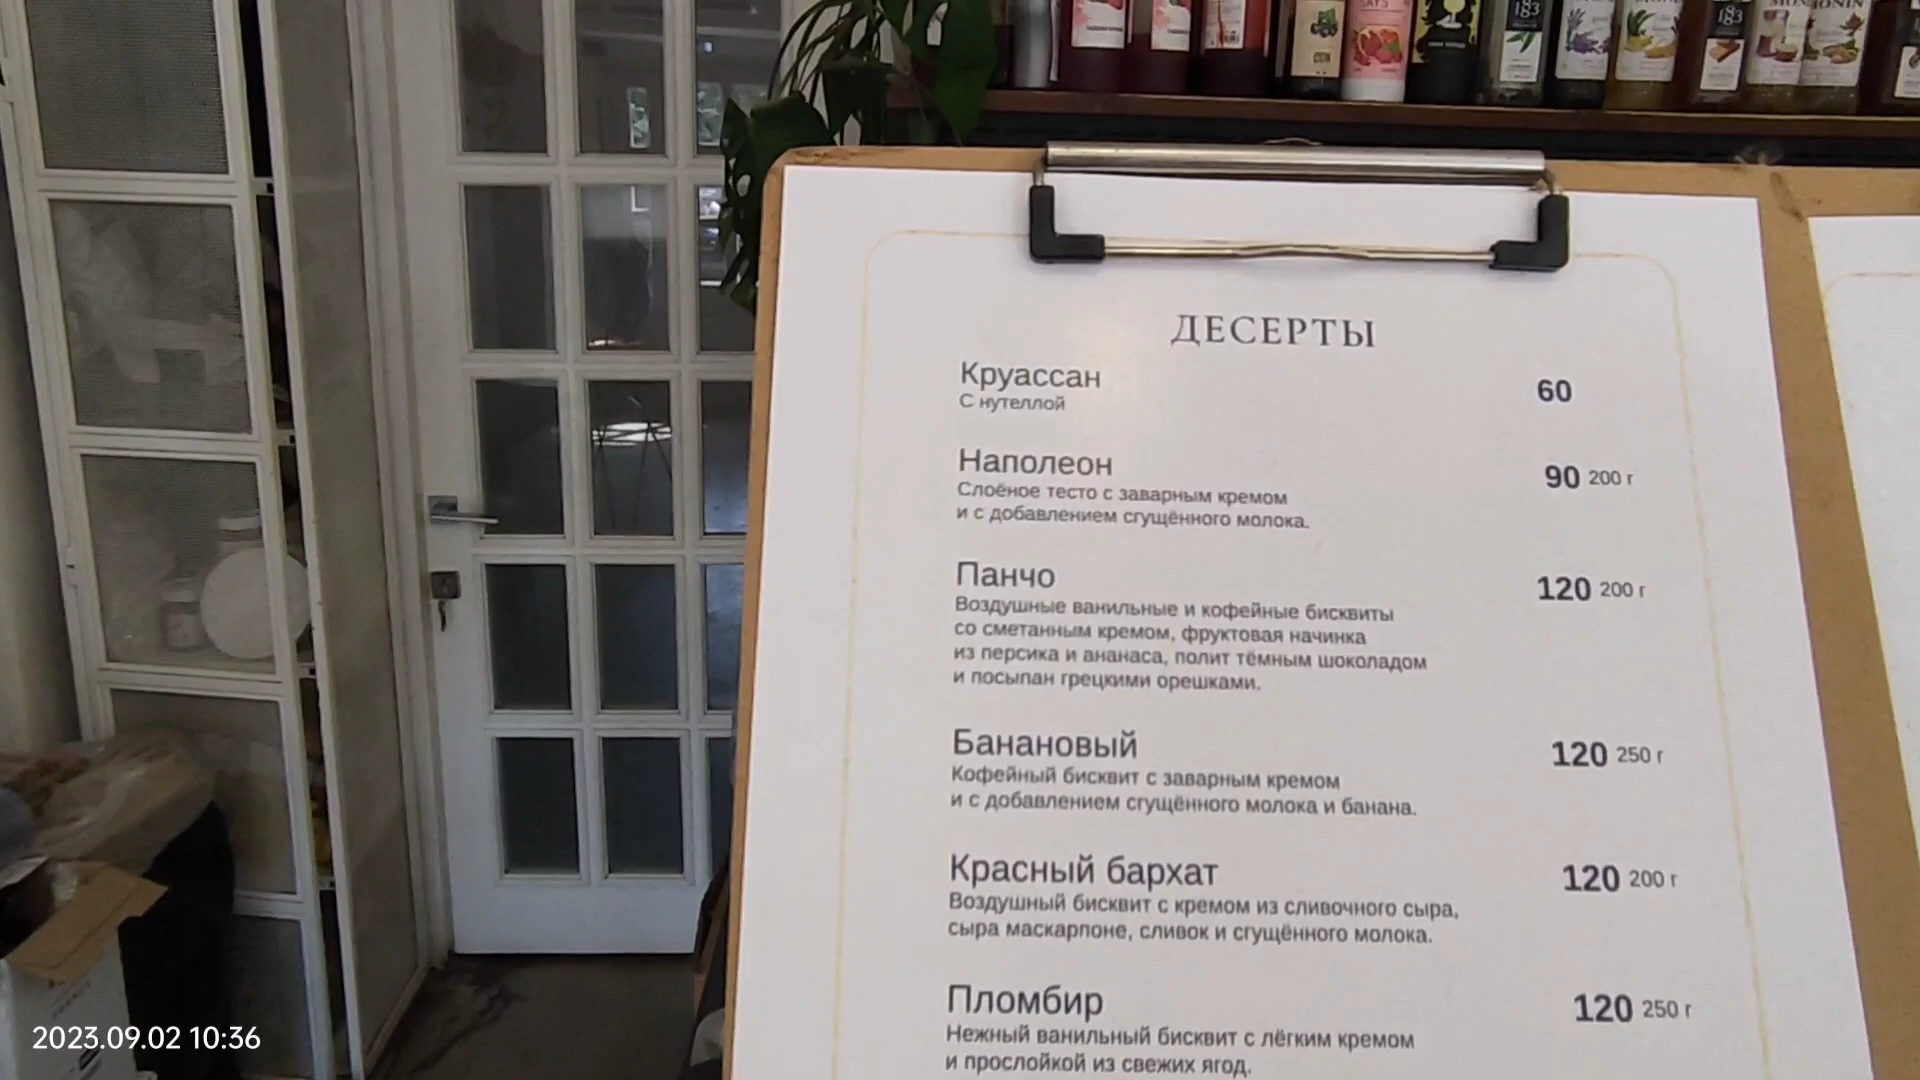 ДЕСЕРТЫ
Круассан 60
С нутеллой
Наполеон 90 200 г
Слоёное тесто с заварным кремом
и с добавлением сгущённого молока.
Панчо 120 200 г
Воздушные ванильные и кофейные бисквиты
со сметанным кремом, фруктовая начинка
из персика и ананаса, полит тёмным шоколадом
и посыпан грецкими орешками.
Банановый 120 250 г
Кофейный бисквит с заварным кремом
и с добавлением сгущённого молока и банана.
Красный бархат 120 200 г
Воздушный бисквит с кремом из сливочного сыра,
сыра маскарпоне, сливок и сгущённого молока.
Пломбир 120 250 г
Нежный ванильный бисквит с лёгким кремом
и прослойкой из свежих ягод.
2023.09.02 10:36